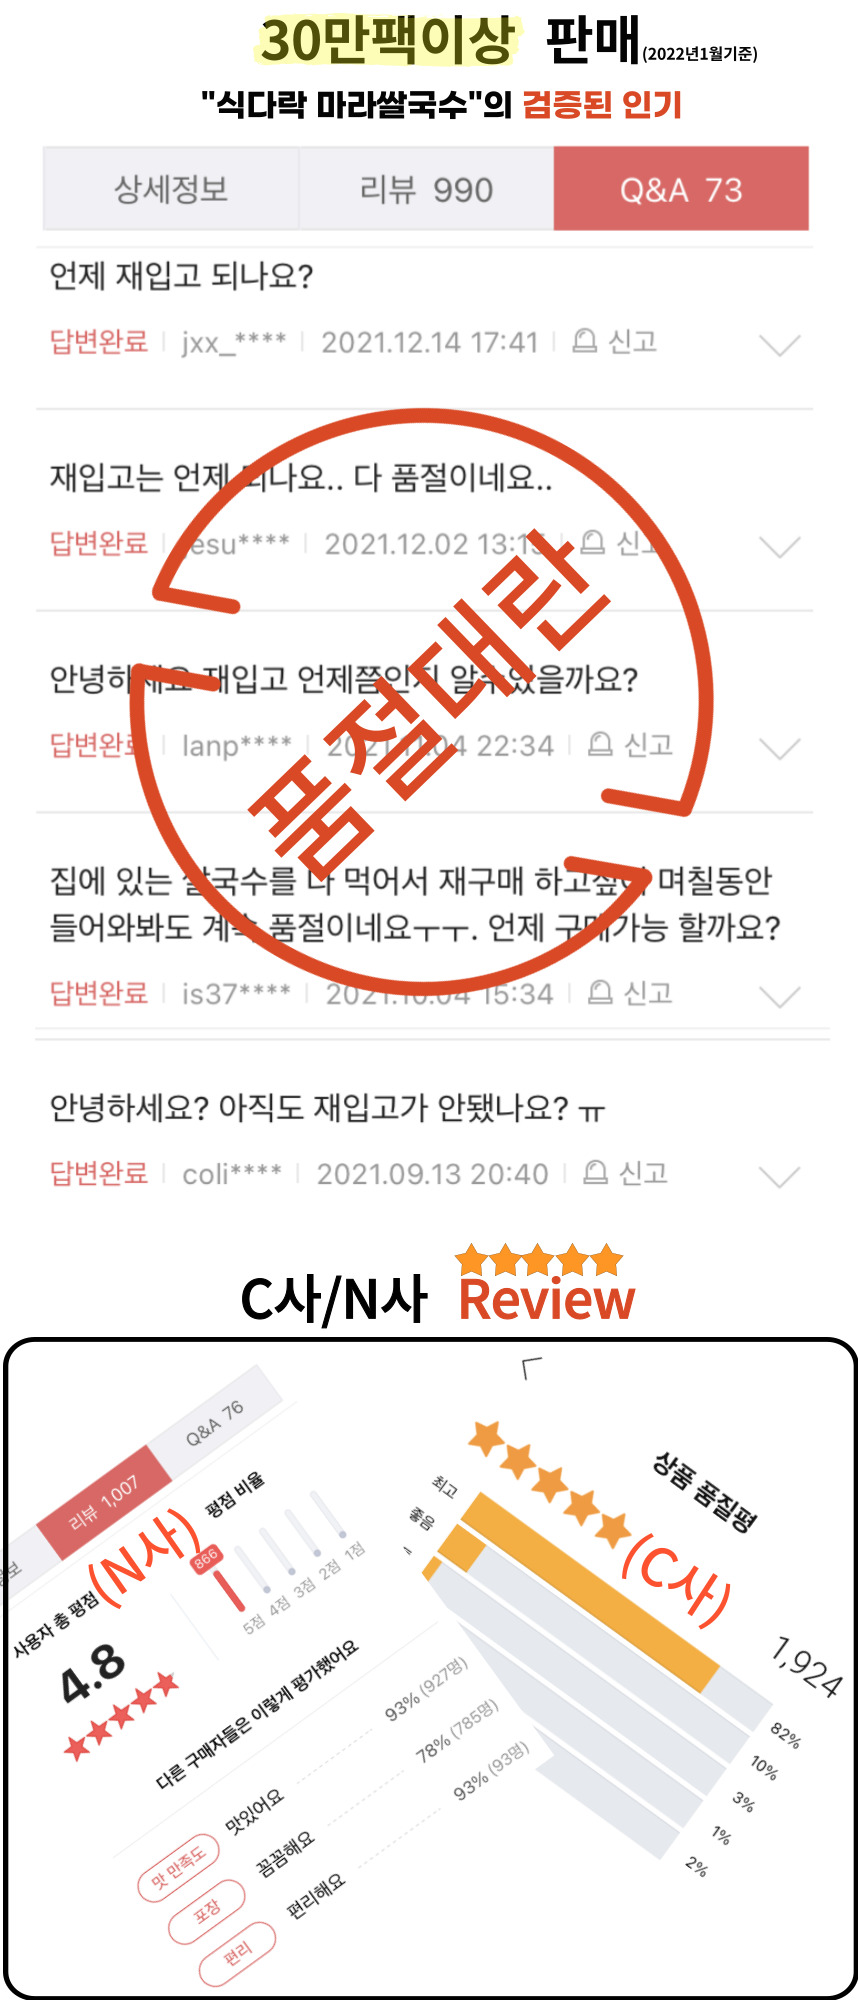 30만팩이상 판매(2022년1월기준)
"식다락 마라쌀국수"의 검증된 인기
상세정보 리뷰 990 Q&A 73
언제 재입고 되나요?
답변완료 jxx_**** 2021.12.14 17:41 신고
재입고는 언제 되나요.. 다 품절이네요..
답변완료 esu**** 2021.12.02 13:15 신고
안녕하세요 재입고 언제쯤인지 알수있을까요?
답변완료 lanp**** 2021.11.04 22:34 신고
품절대란
집에 있는 쌀국수를 다 먹어서 재구매 하고싶어 며칠동안
들어와봐도 계속 품절이네요ㅜㅜ. 언제 구매가능 할까요?
답변완료 is37**** 2021.10.04 15:34 신고
안녕하세요? 아직도 재입고가 안됐나요? ㅠ
답변완료 coli**** 2021.09.13 20:40 신고
C사/N사 Review
보 리뷰 1,007 Q&A 76
(N사)
사용자 총 평점
4.8
평점 비율
866
5점 4점 3점 2점 1점
다른 구매자들은 이렇게 평가했어요
맛 만족도 맛있어요 93% (927명)
포장 꼼꼼해요 78% (785명)
편리 편리해요 93% (93명)
상품 품질평
(C사)
1,924
최고 82%
좋음 10%
3%
1%
2%